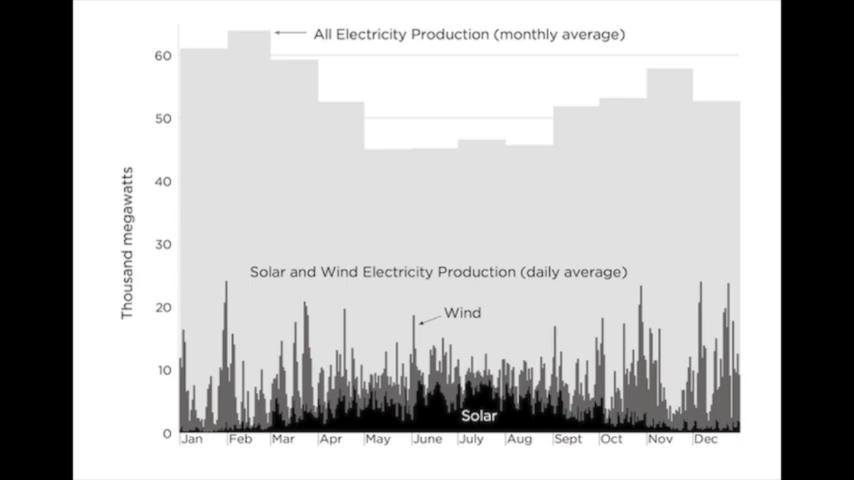 All Electricity Production (monthly average)
60
50
40
30
20
10
0
Thousand megawatts
Solar and Wind Electricity Production (daily average)
Wind
Solar
Jan Feb Mar Apr May June July Aug Sept Oct Nov Dec